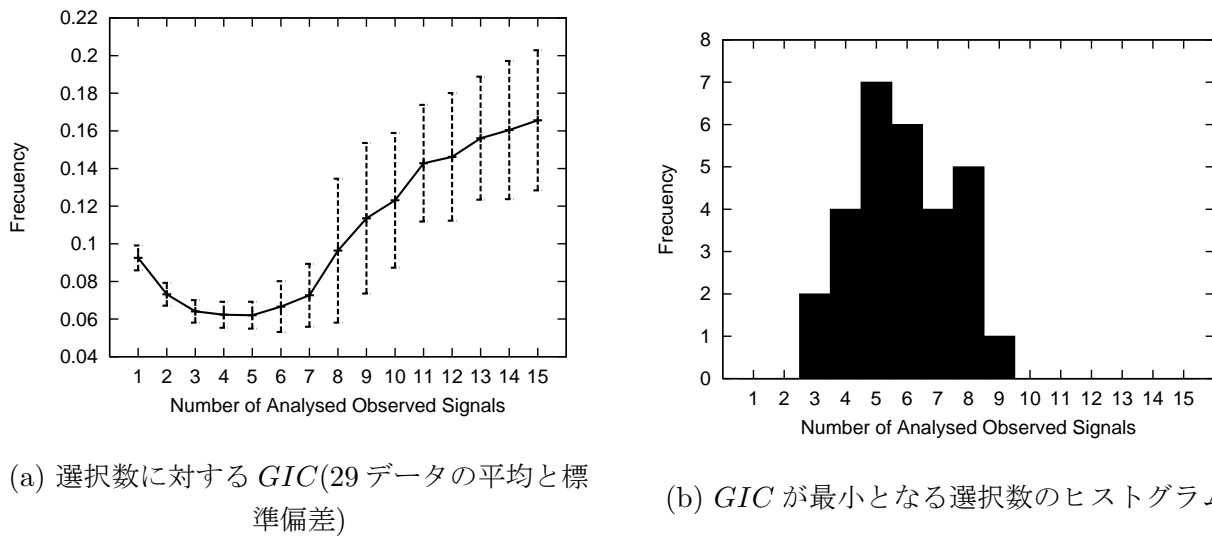 0.22
0.2
0.18
0.16
0.14
0.12
0.1
0.08
0.06
0.04
Frecuency
1 2 3 4 5 6 7 8 9 10 11 12 13 14 15
Number of Analysed Observed Signals
(a) 選択数に対する GIC(29 データの平均と標
準偏差)
8
7
6
5
4
3
2
1
0
Frecuency
1 2 3 4 5 6 7 8 9 10 11 12 13 14 15
Number of Analysed Observed Signals
(b) GIC が最小となる選択数のヒストグラム